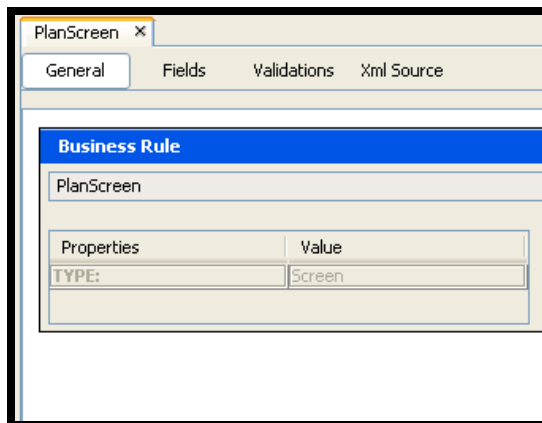 PlanScreen ×
General Fields Validations Xml Source
Business Rule
PlanScreen
Properties Value
TYPE: Screen